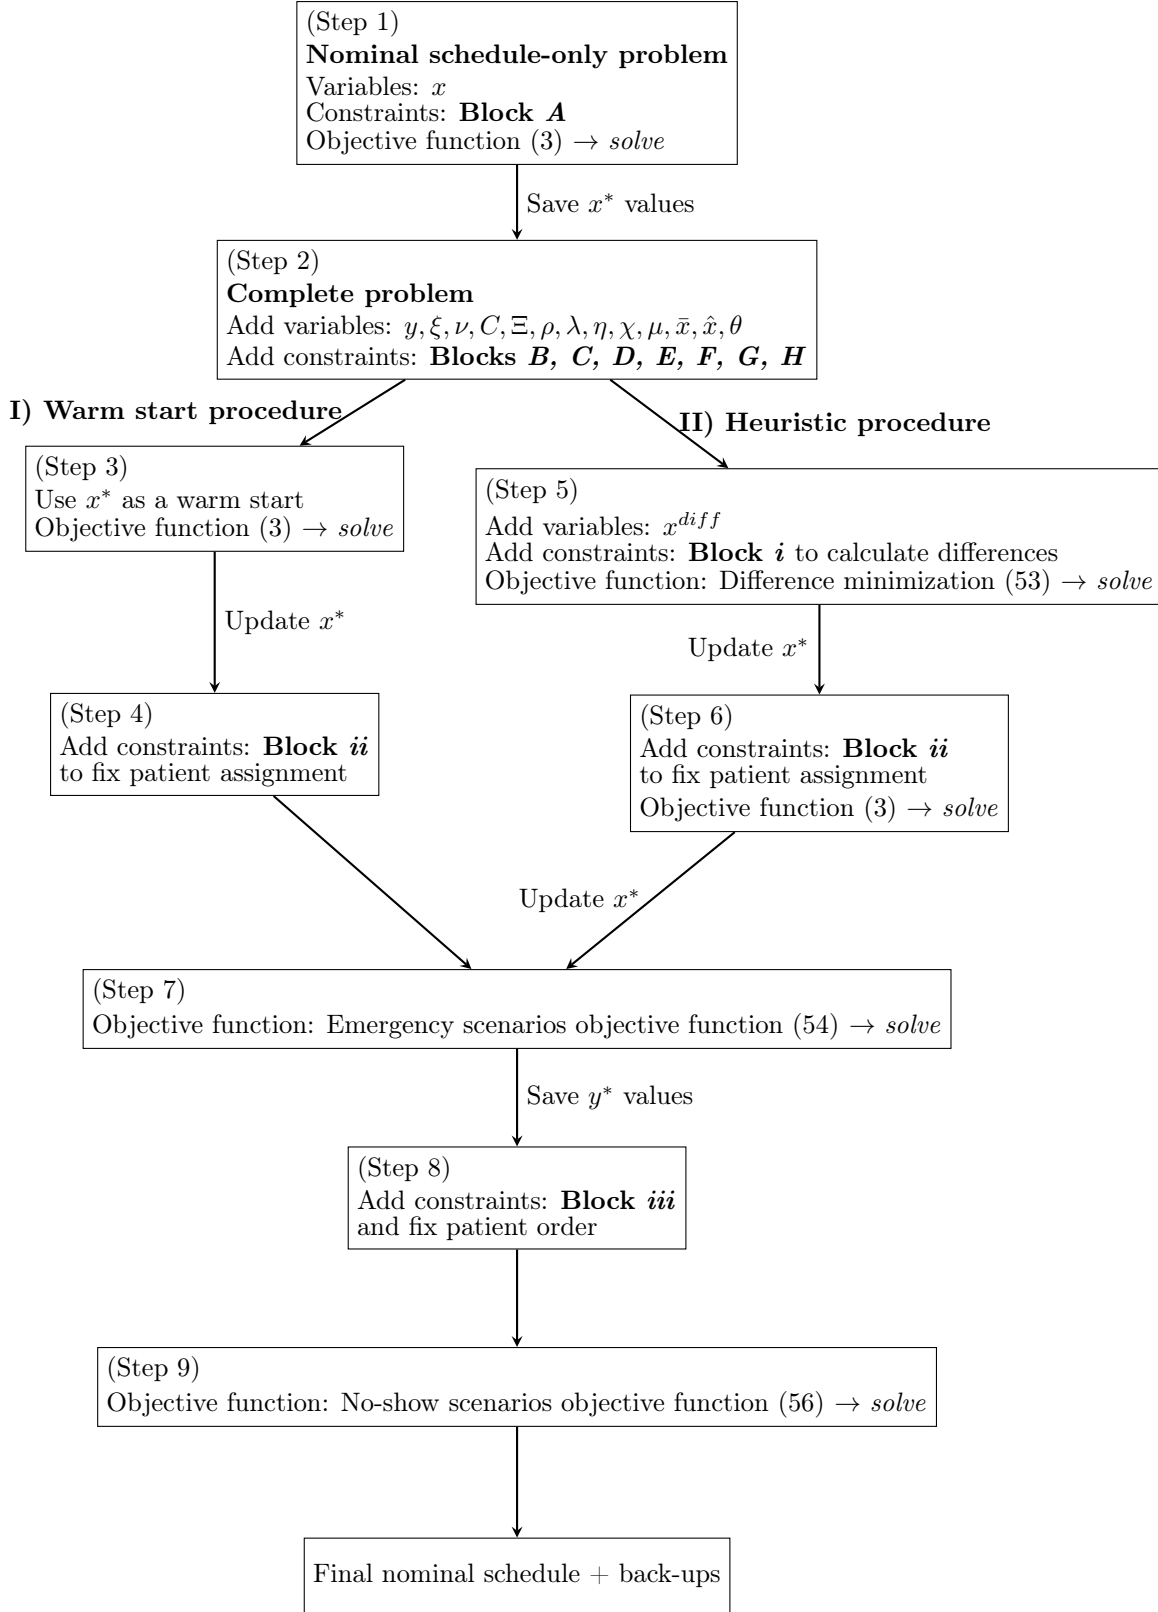 (Step 1)
Nominal schedule-only problem
Variables: x
Constraints: Block A
Objective function (3) → solve
Save x* values
(Step 2)
Complete problem
Add variables: y, ξ, ν, C, Ξ, ρ, λ, η, χ, μ, x̄, x̂, θ
Add constraints: Blocks B, C, D, E, F, G, H
I) Warm start procedure
II) Heuristic procedure
(Step 3)
Use x* as a warm start
Objective function (3) → solve
(Step 5)
Add variables: x^diff
Add constraints: Block i to calculate differences
Objective function: Difference minimization (53) → solve
Update x*
Update x*
(Step 4)
Add constraints: Block ii
to fix patient assignment
(Step 6)
Add constraints: Block ii
to fix patient assignment
Objective function (3) → solve
Update x*
(Step 7)
Objective function: Emergency scenarios objective function (54) → solve
Save y* values
(Step 8)
Add constraints: Block iii
and fix patient order
(Step 9)
Objective function: No-show scenarios objective function (56) → solve
Final nominal schedule + back-ups